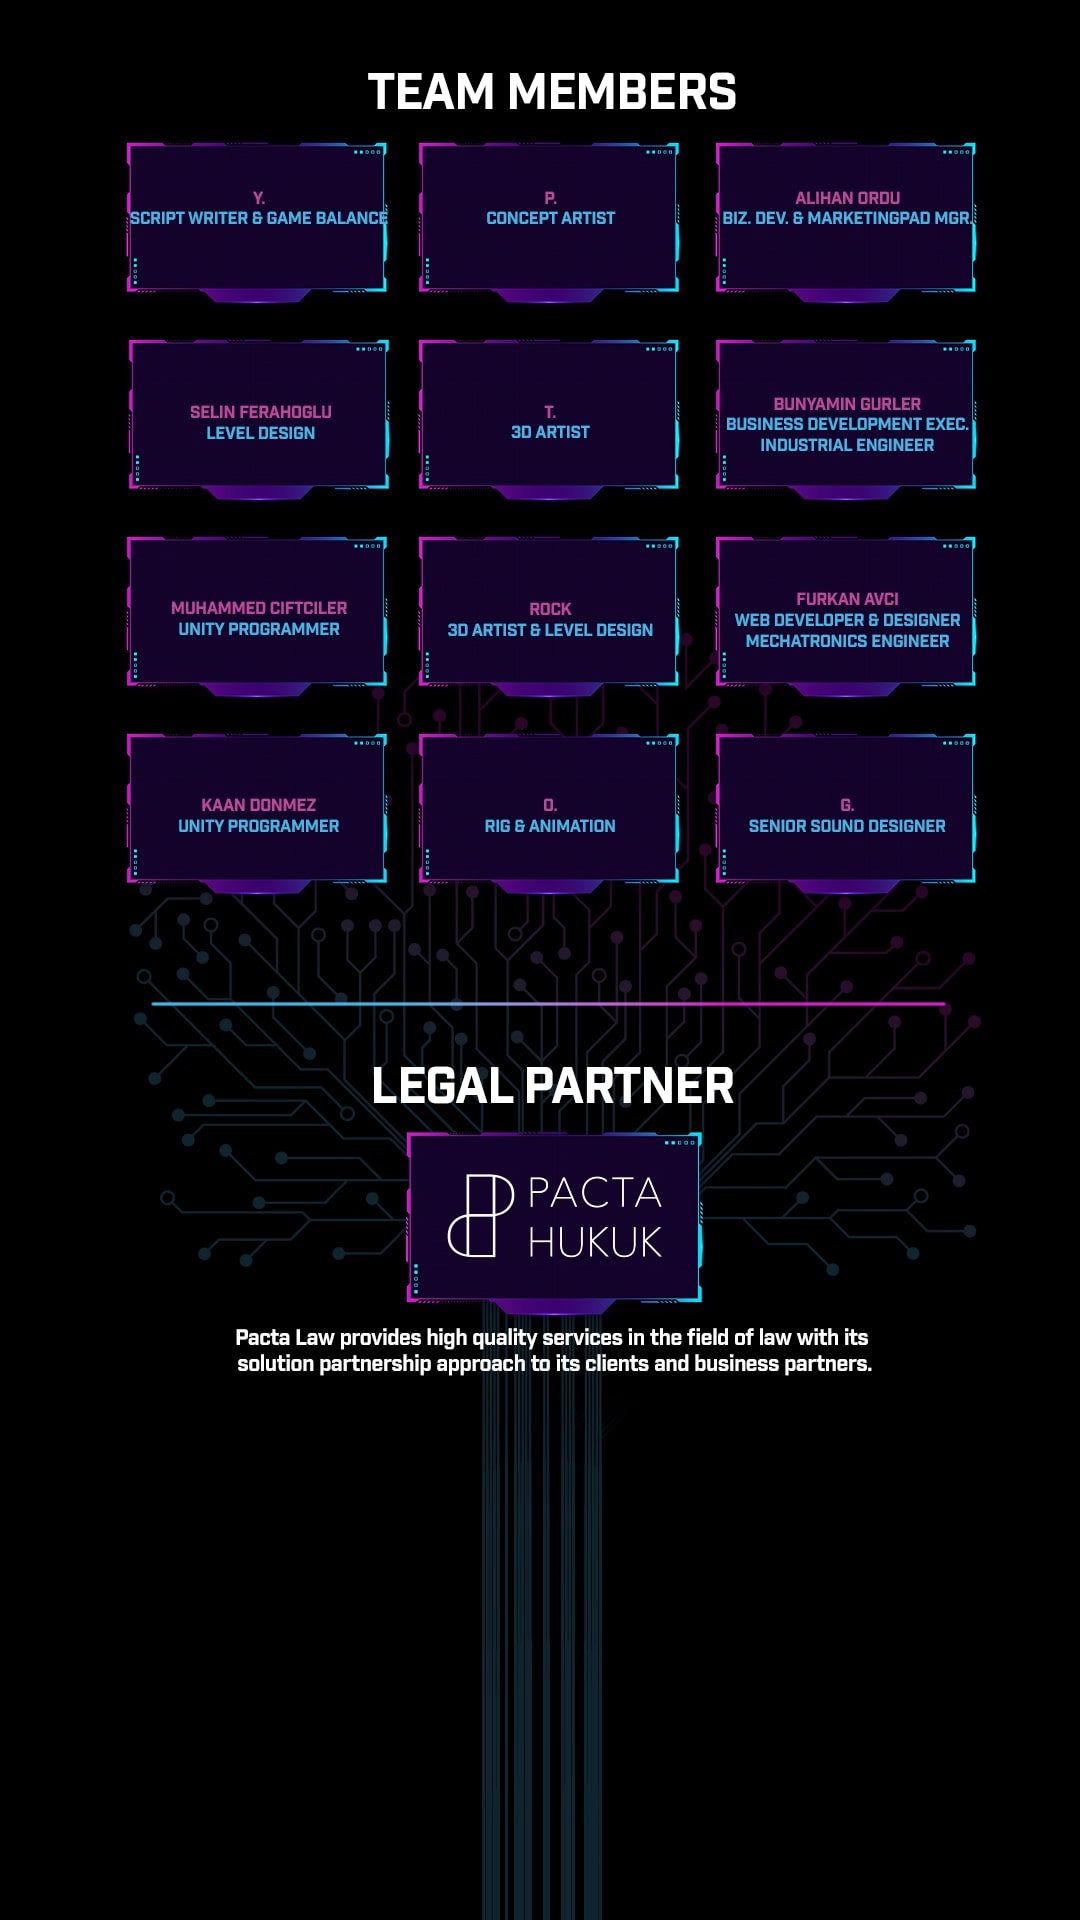 TEAM MEMBERS
Y.
SCRIPT WRITER & GAME BALANCE
P.
CONCEPT ARTIST
ALIHAN ORDU
BIZ. DEV. & MARKETINGPAD MGR.
SELIN FERAHOGLU
LEVEL DESIGN
T.
3D ARTIST
BUNYAMIN GURLER
BUSINESS DEVELOPMENT EXEC.
INDUSTRIAL ENGINEER
MUHAMMED CIFTCILER
UNITY PROGRAMMER
ROCK
3D ARTIST & LEVEL DESIGN
FURKAN AVCI
WEB DEVELOPER & DESIGNER
MECHATRONICS ENGINEER
KAAN DONMEZ
UNITY PROGRAMMER
O.
RIG & ANIMATION
G.
SENIOR SOUND DESIGNER
LEGAL PARTNER
PACTA
HUKUK
Pacta Law provides high quality services in the field of law with its
solution partnership approach to its clients and business partners.